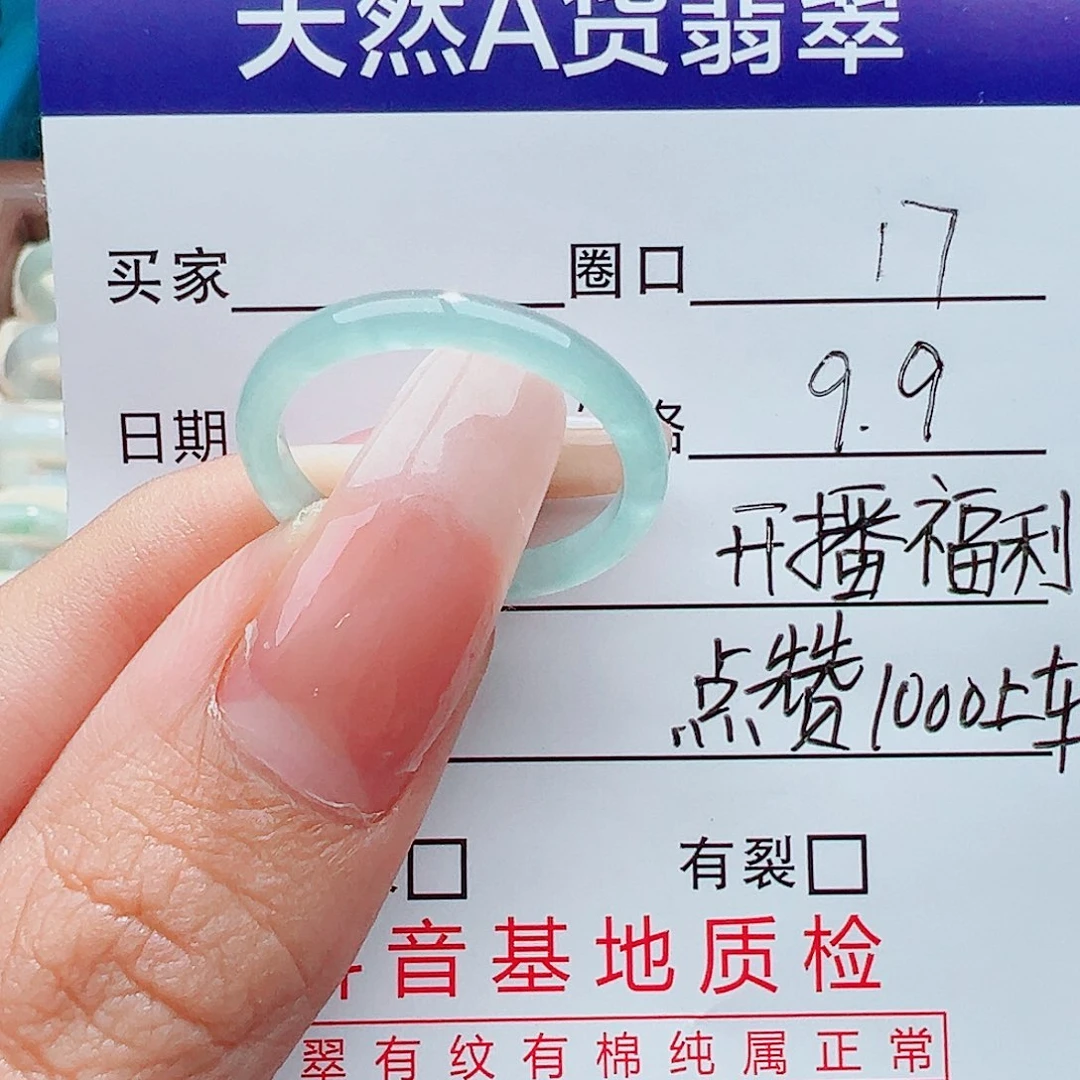 天然A货翡翠
买家 圈口 17
日期 格 9.9
开播福利
点赞1000上车
有裂
音基地质检
翠有纹有棉纯属正常